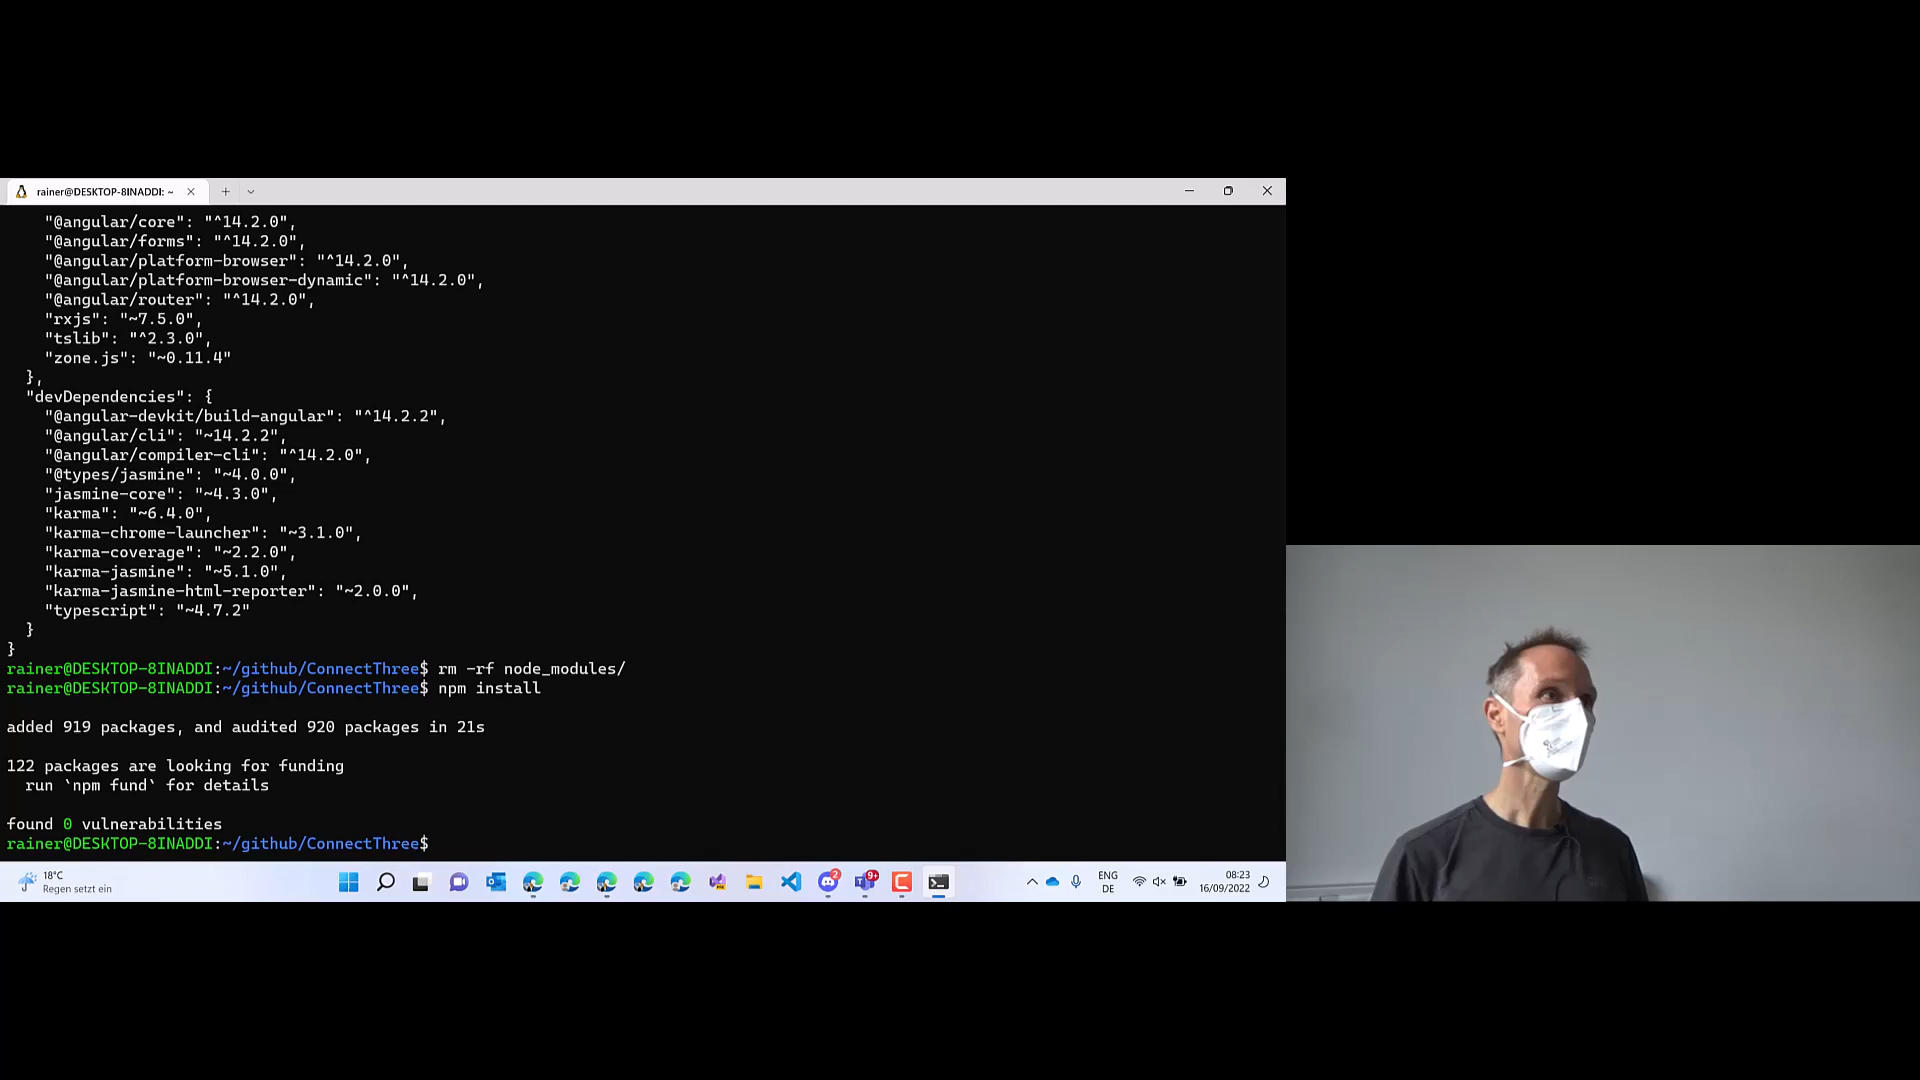 rainer@DESKTOP-8INADDI: ~
"@angular/core": "^14.2.0",
"@angular/forms": "^14.2.0",
"@angular/platform-browser": "^14.2.0",
"@angular/platform-browser-dynamic": "^14.2.0",
"@angular/router": "^14.2.0",
"rxjs": "~7.5.0",
"tslib": "^2.3.0",
"zone.js": "~0.11.4"
},
"devDependencies": {
"@angular-devkit/build-angular": "^14.2.2",
"@angular/cli": "~14.2.2",
"@angular/compiler-cli": "^14.2.0",
"@types/jasmine": "~4.0.0",
"jasmine-core": "~4.3.0",
"karma": "~6.4.0",
"karma-chrome-launcher": "~3.1.0",
"karma-coverage": "~2.2.0",
"karma-jasmine": "~5.1.0",
"karma-jasmine-html-reporter": "~2.0.0",
"typescript": "~4.7.2"
}
}
rainer@DESKTOP-8INADDI:~/github/ConnectThree$ rm -rf node_modules/
rainer@DESKTOP-8INADDI:~/github/ConnectThree$ npm install
added 919 packages, and audited 920 packages in 21s
122 packages are looking for funding
run `npm fund` for details
found 0 vulnerabilities
rainer@DESKTOP-8INADDI:~/github/ConnectThree$
18°C
Regen setzt ein
2
9+
ENG
DE
08:23
16/09/2022